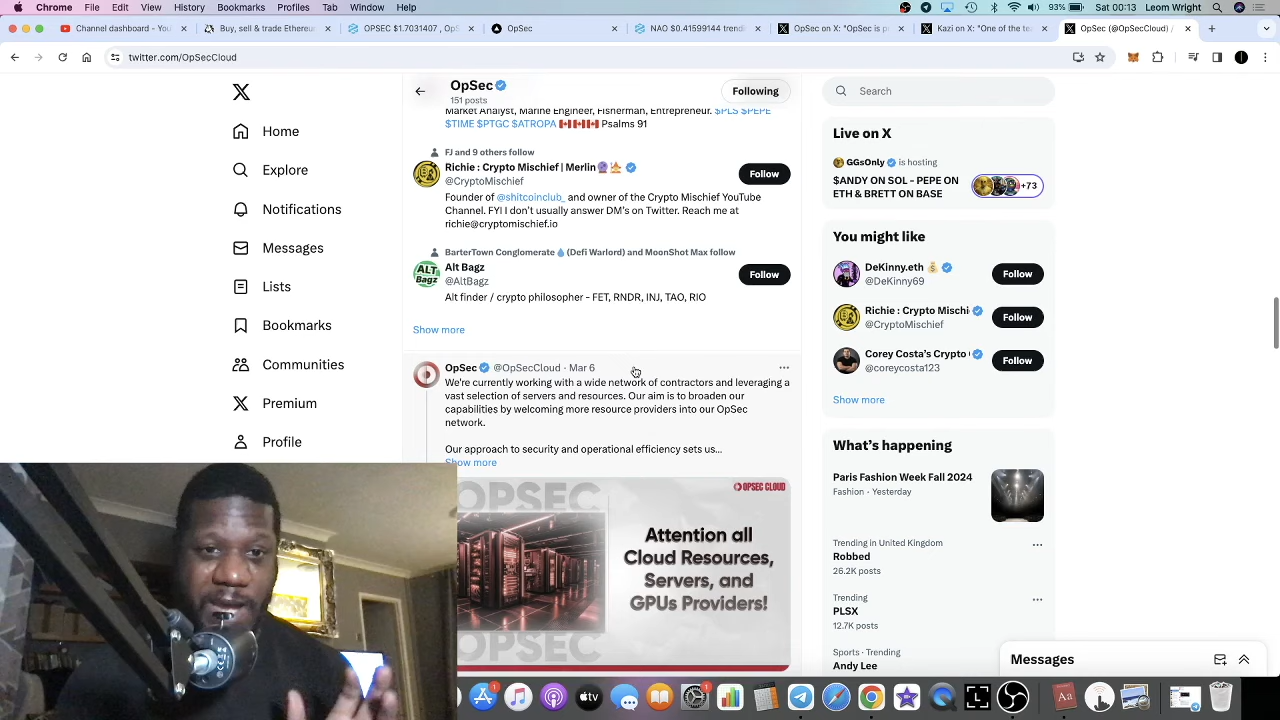 Chrome File Edit View History Bookmarks Profiles Tab Window Help
93% Sat 00:13 Leom Wright
Channel dashboard - You
Buy, sell & trade Ethereu
OPSEC $1.7031407 , OpS
OpSec
NAO $0.41599144 trendi
OpSec on X: "OpSec is p
Kazi on X: "One of the te
OpSec (@OpSecCloud) /
twitter.com/OpSecCloud
OpSec
151 posts
Following
Search
Home
Explore
Notifications
Messages
Lists
Bookmarks
Communities
Premium
Profile
Market Analyst, Marine Engineer, Fisherman, Entrepreneur. $PLS $PEPE
$TIME $PTGC $ATROPA 🇨🇦🇨🇦🇨🇦🇨🇦 Psalms 91
FJ and 9 others follow
Richie : Crypto Mischief | Merlin
@CryptoMischief
Follow
Founder of @shitcoinclub_ and owner of the Crypto Mischief YouTube
Channel. FYI I don't usually answer DM's on Twitter. Reach me at
richie@cryptomischief.io
BarterTown Conglomerate 💧 (Defi Warlord) and MoonShot Max follow
Alt Bagz
@AltBagz
Follow
ALT
Bagz
Alt finder / crypto philosopher - FET, RNDR, INJ, TAO, RIO
Show more
OpSec @OpSecCloud · Mar 6
We're currently working with a wide network of contractors and leveraging a
vast selection of servers and resources. Our aim is to broaden our
capabilities by welcoming more resource providers into our OpSec
network.
Our approach to security and operational efficiency sets us...
Show more
OPSEC
OPSEC CLOUD
Attention all
Cloud Resources,
Servers, and
GPUs Providers!
OPSEC
Live on X
GGsOnly is hosting
$ANDY ON SOL - PEPE ON
ETH & BRETT ON BASE
+73
You might like
DeKinny.eth 💰
@DeKinny69
Follow
Richie : Crypto Mischi
@CryptoMischief
Follow
Corey Costa's Crypto
@coreycosta123
Follow
Show more
What's happening
Paris Fashion Week Fall 2024
Fashion · Yesterday
Trending in United Kingdom
Robbed
26.2K posts
Trending
PLSX
12.7K posts
Sports · Trending
Andy Lee
Messages
tv
Aa